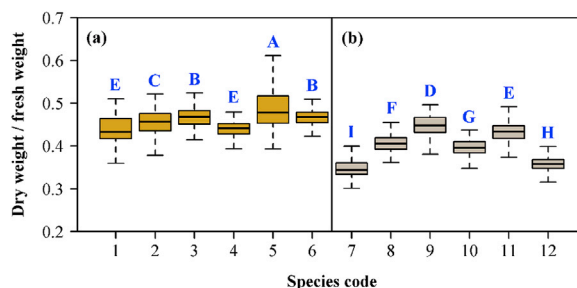 0.7
0.6
0.5
0.4
0.3
0.2
Dry weight / fresh weight
(a)
E C B E A B
(b)
I F D G E H
1 2 3 4 5 6 7 8 9 10 11 12
Species code